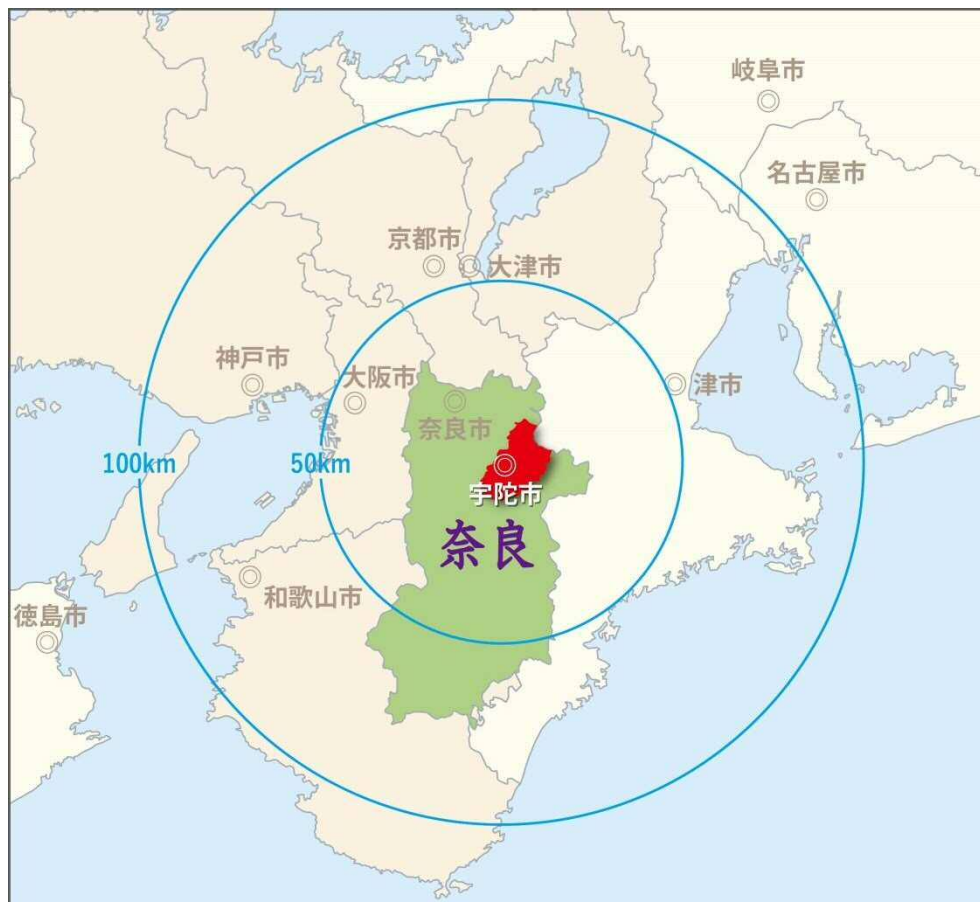 岐阜市
名古屋市
京都市
大津市
神戸市
大阪市
津市
奈良市
100km
50km
宇陀市
奈良
和歌山市
徳島市